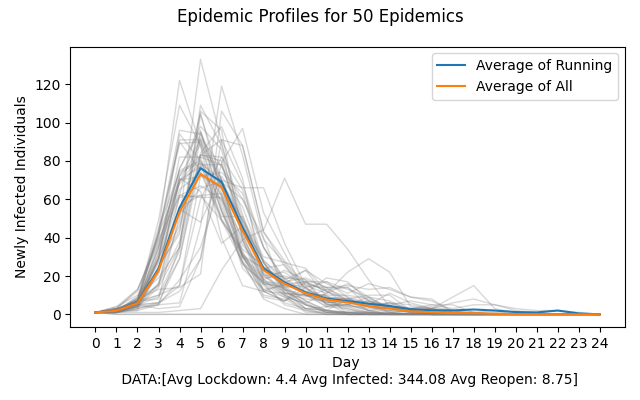 Epidemic Profiles for 50 Epidemics
Average of Running
Average of All
Newly Infected Individuals
120
100
80
60
40
20
0
0 1 2 3 4 5 6 7 8 9 10 11 12 13 14 15 16 17 18 19 20 21 22 23 24
Day
DATA:[Avg Lockdown: 4.4 Avg Infected: 344.08 Avg Reopen: 8.75]